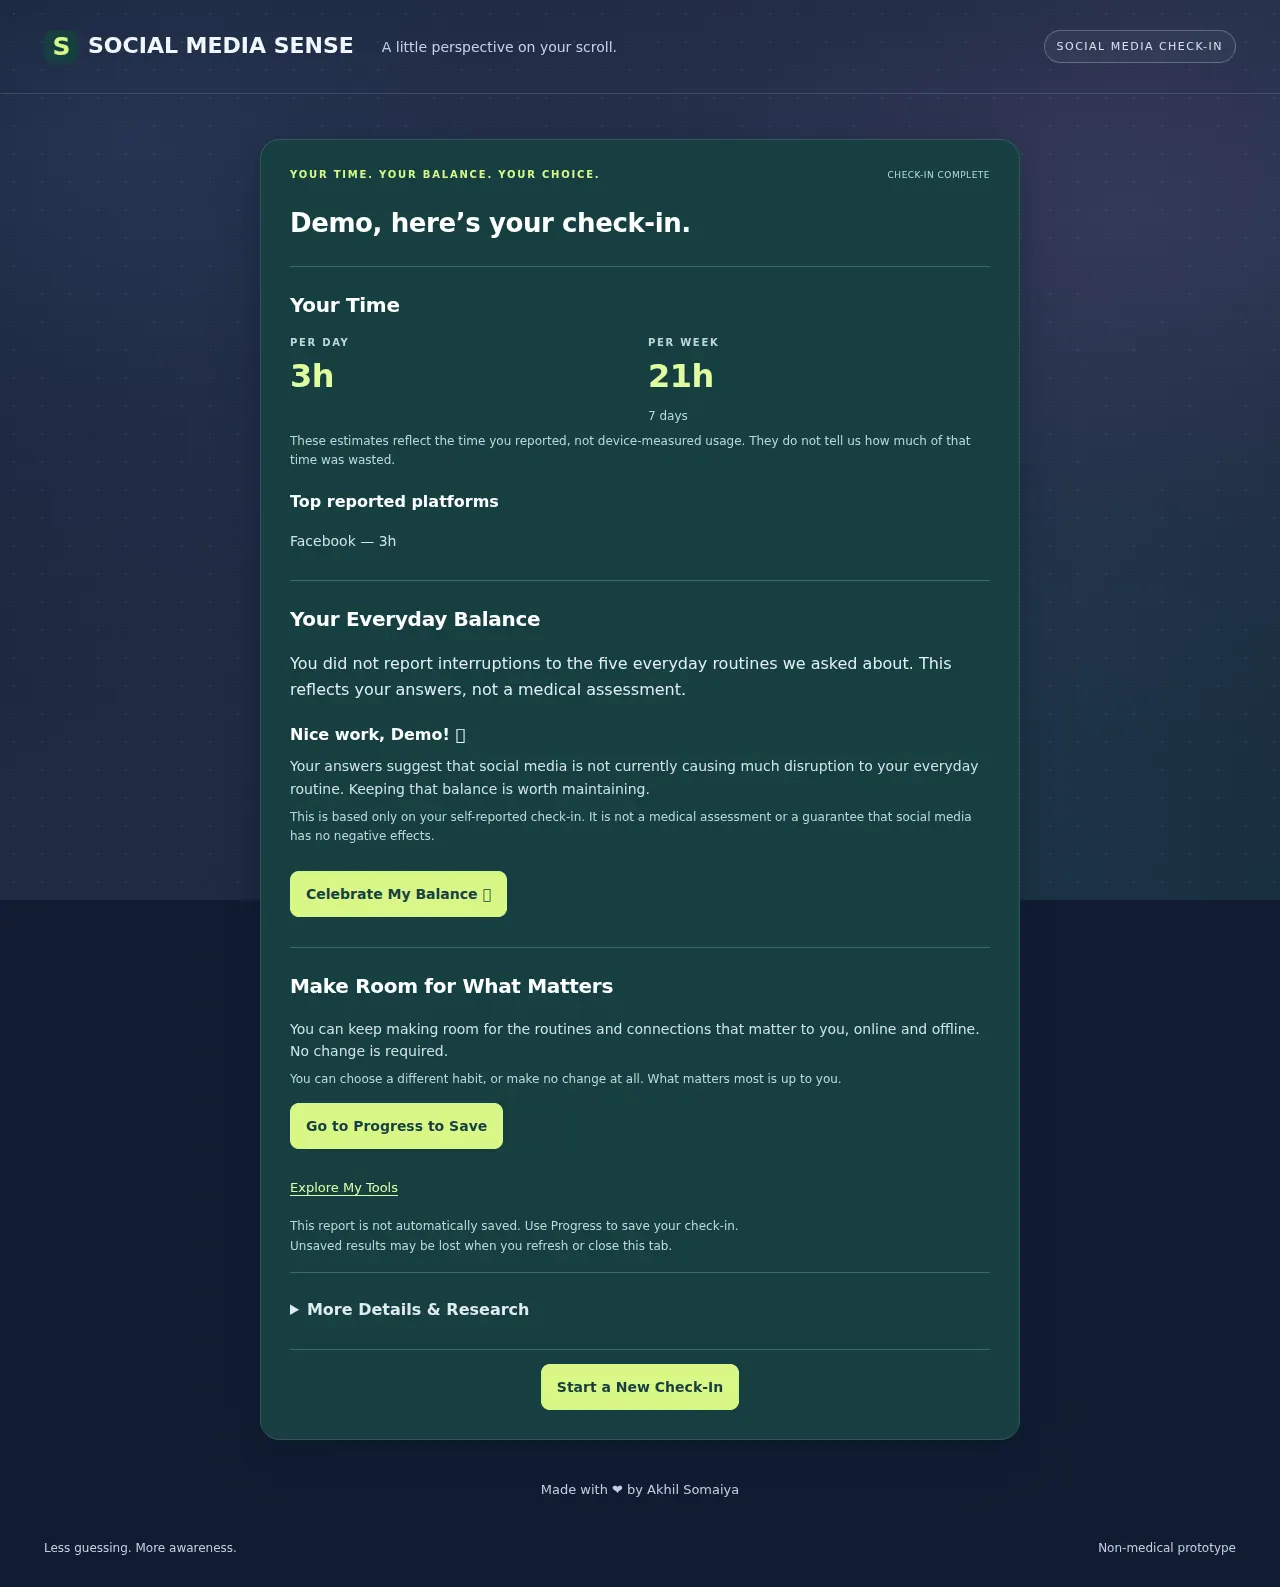 S SOCIAL MEDIA SENSE
A little perspective on your scroll.
SOCIAL MEDIA CHECK-IN
YOUR TIME. YOUR BALANCE. YOUR CHOICE.
CHECK-IN COMPLETE
Demo, here’s your check-in.
Your Time
PER DAY
3h
PER WEEK
21h
7 days
These estimates reflect the time you reported, not device-measured usage. They do not tell us how much of that
time was wasted.
Top reported platforms
Facebook — 3h
Your Everyday Balance
You did not report interruptions to the five everyday routines we asked about. This
reflects your answers, not a medical assessment.
Nice work, Demo!
Your answers suggest that social media is not currently causing much disruption to your everyday
routine. Keeping that balance is worth maintaining.
This is based only on your self-reported check-in. It is not a medical assessment or a guarantee that social media
has no negative effects.
Celebrate My Balance
Make Room for What Matters
You can keep making room for the routines and connections that matter to you, online and offline.
No change is required.
You can choose a different habit, or make no change at all. What matters most is up to you.
Go to Progress to Save
Explore My Tools
This report is not automatically saved. Use Progress to save your check-in.
Unsaved results may be lost when you refresh or close this tab.
More Details & Research
Start a New Check-In
Made with ❤ by Akhil Somaiya
Less guessing. More awareness.
Non-medical prototype